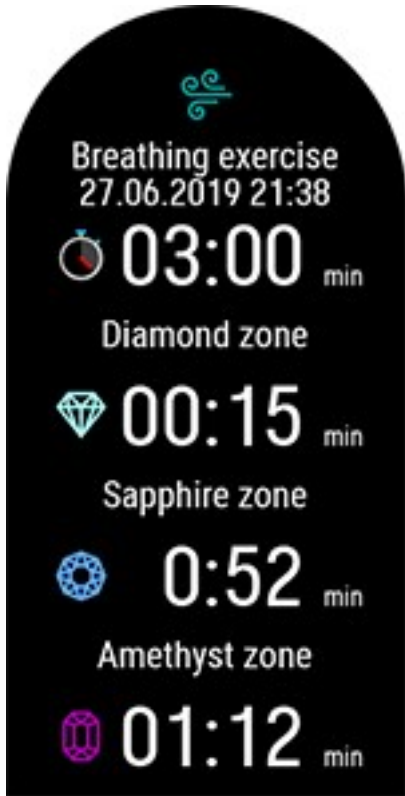 Breathing exercise
27.06.2019 21:38
03:00 min
Diamond zone
00:15 min
Sapphire zone
0:52 min
Amethyst zone
01:12 min